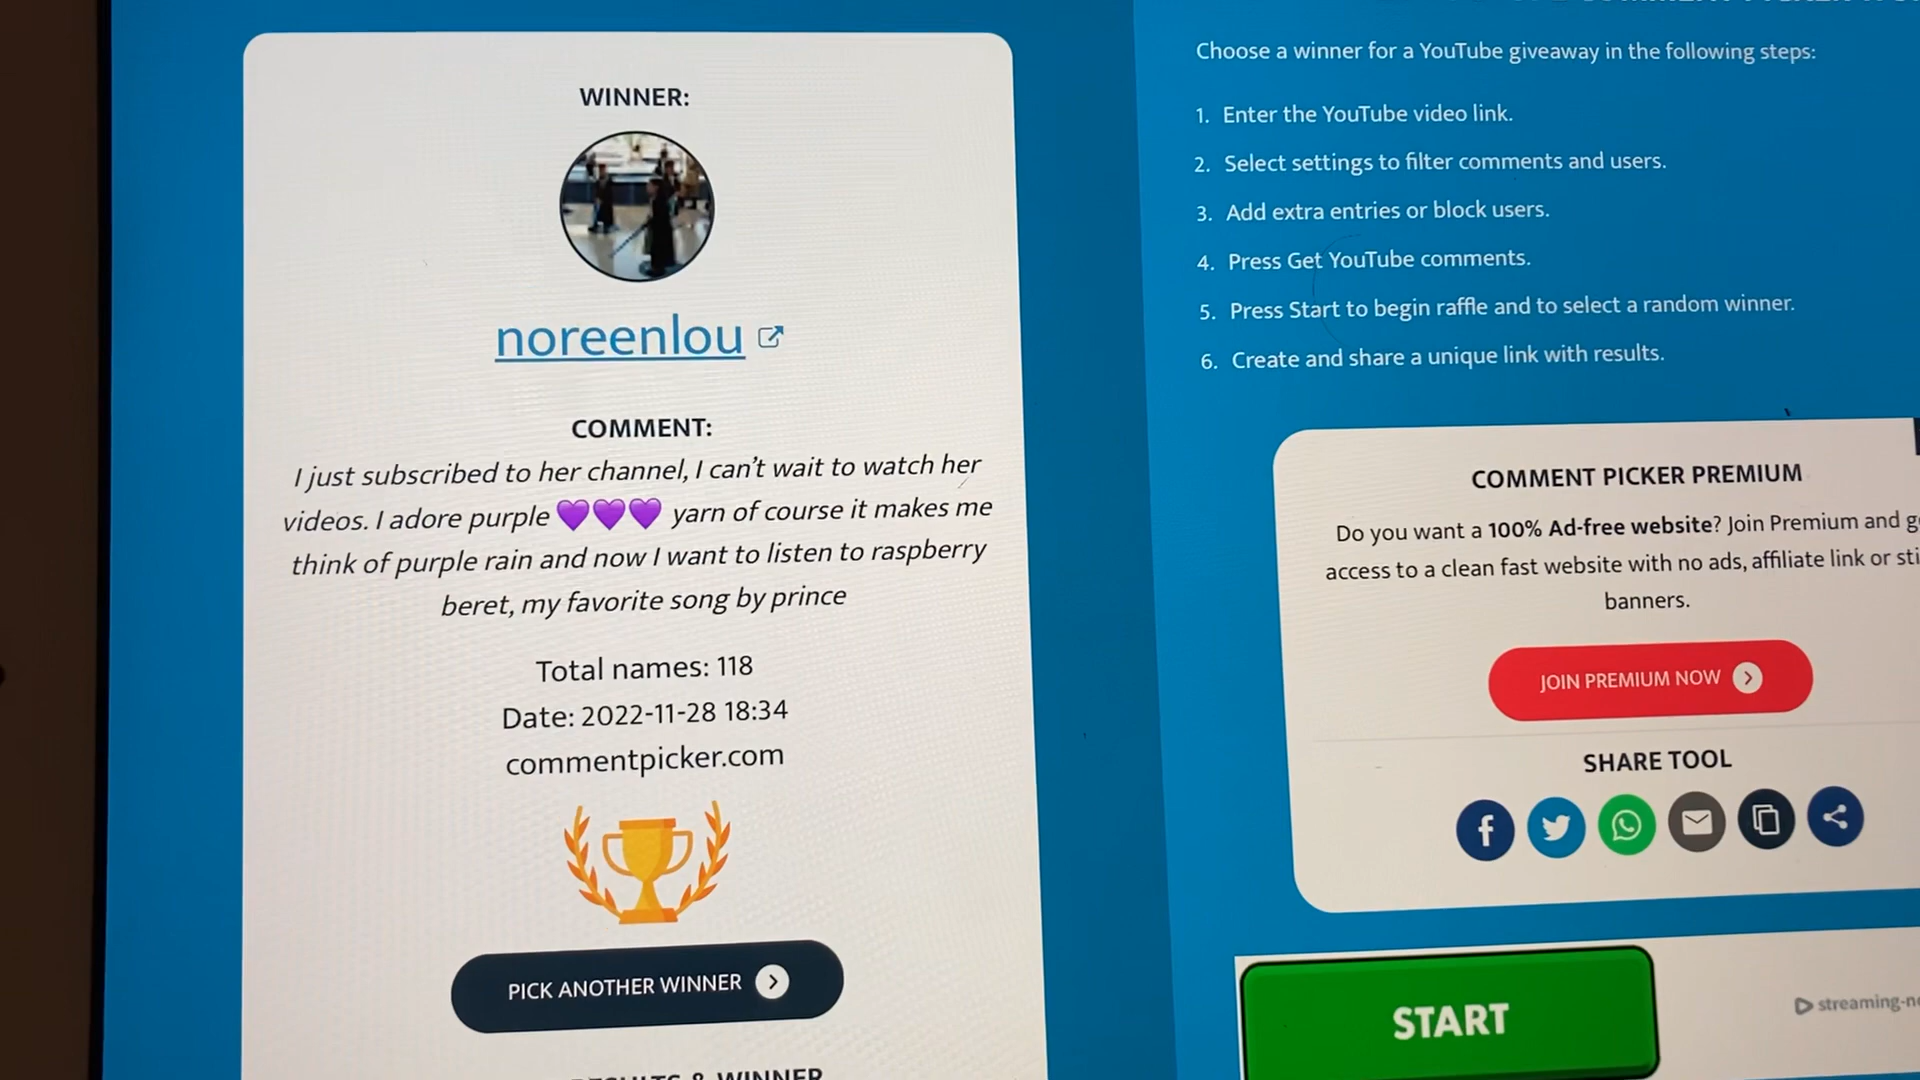 WINNER:
noreenlou
COMMENT:
I just subscribed to her channel, I can't wait to watch her
videos. I adore purple 💜💜💜 yarn of course it makes me
think of purple rain and now I want to listen to raspberry
beret, my favorite song by prince
Total names: 118
Date: 2022-11-28 18:34
commentpicker.com
PICK ANOTHER WINNER
& WINNER
Choose a winner for a YouTube giveaway in the following steps:
1. Enter the YouTube video link.
2. Select settings to filter comments and users.
3. Add extra entries or block users.
4. Press Get YouTube comments.
5. Press Start to begin raffle and to select a random winner.
6. Create and share a unique link with results.
COMMENT PICKER PREMIUM
Do you want a 100% Ad-free website? Join Premium and
access to a clean fast website with no ads, affiliate link or
banners.
JOIN PREMIUM NOW
SHARE TOOL
START